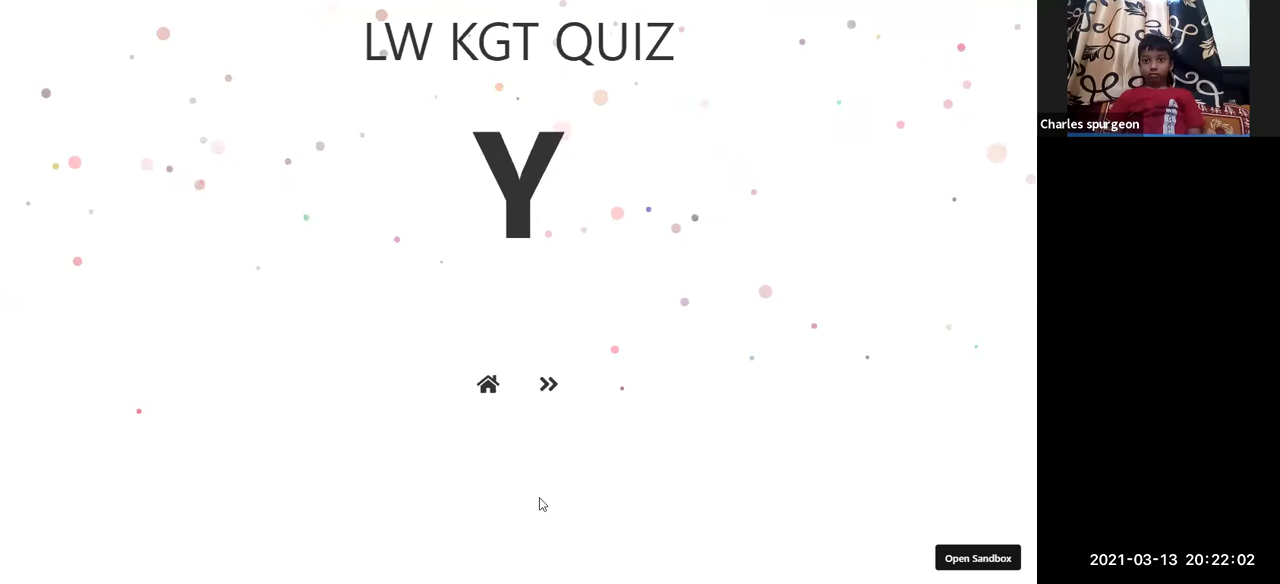 LW KGT QUIZ
Y
Charles spurgeon
Open Sandbox
2021-03-13 20:22:02